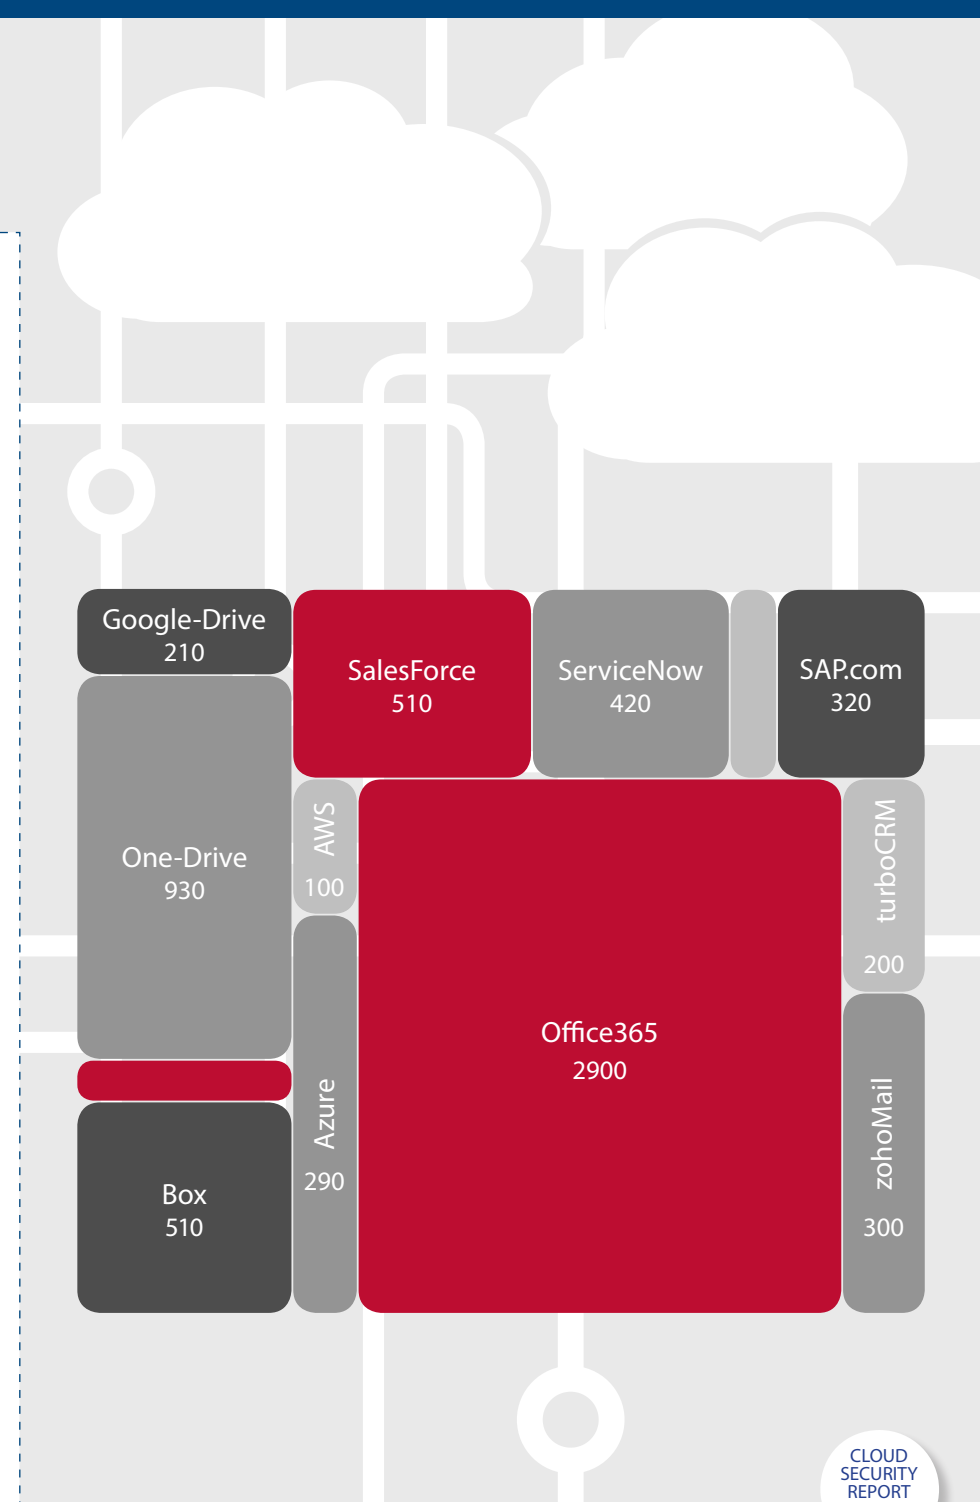 Google-Drive
210
SalesForce
510
ServiceNow
420
SAP.com
320
One-Drive
930
AWS
100
turboCRM
200
Office365
2900
Azure
290
zohoMail
300
Box
510
CLOUD
SECURITY
REPORT